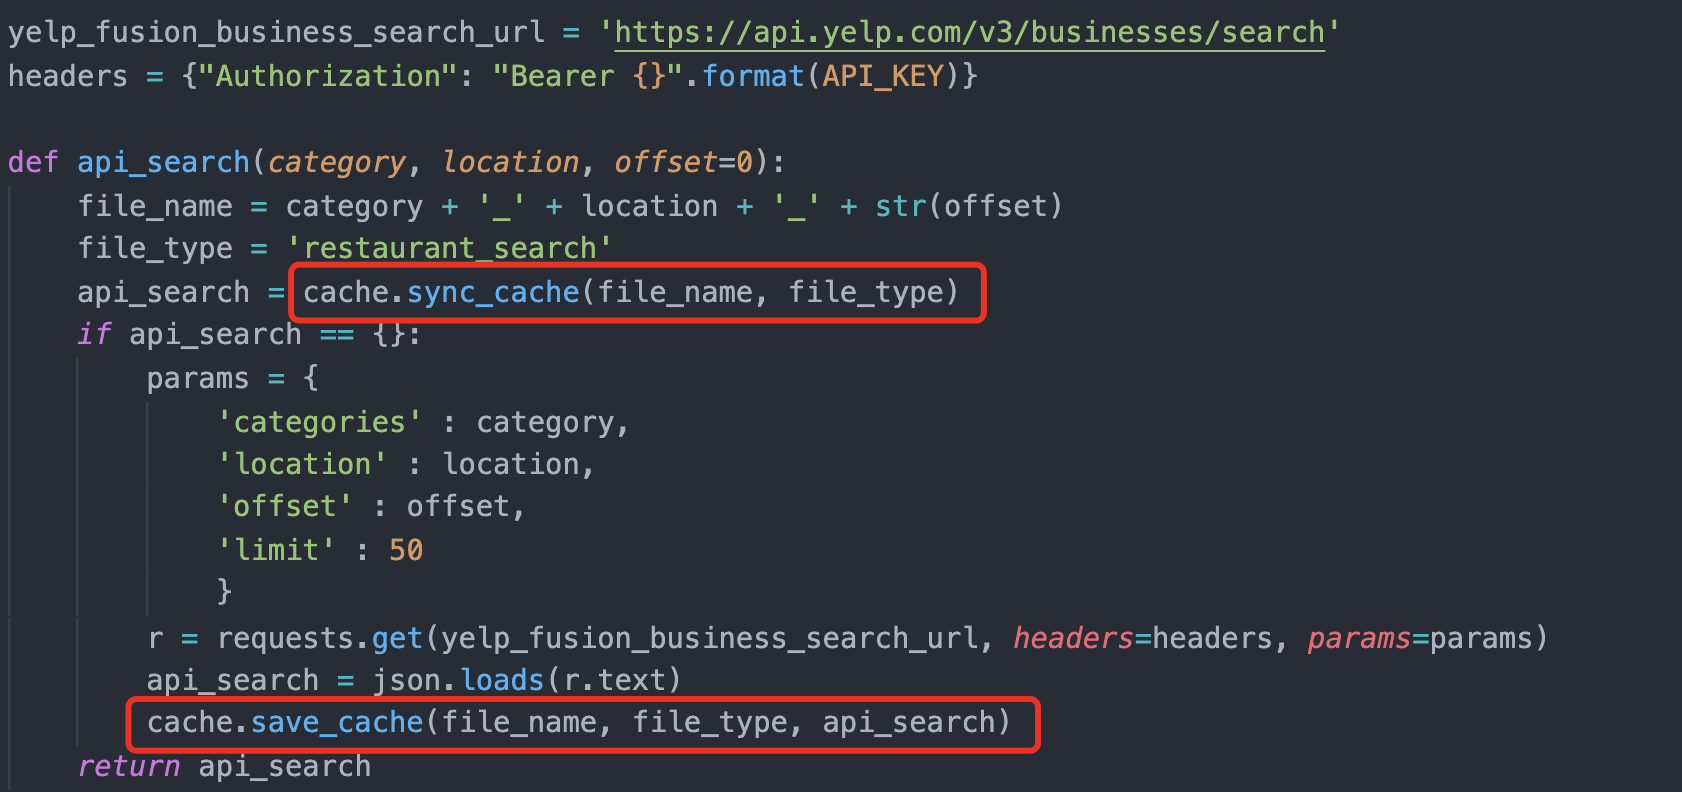 yelp_fusion_business_search_url = 'https://api.yelp.com/v3/businesses/search'
headers = {"Authorization": "Bearer {}".format(API_KEY)}
def api_search(category, location, offset=0):
file_name = category + '_' + location + '_' + str(offset)
file_type = 'restaurant_search'
api_search = cache.sync_cache(file_name, file_type)
if api_search == {}:
params = {
'categories' : category,
'location' : location,
'offset' : offset,
'limit' : 50
}
r = requests.get(yelp_fusion_business_search_url, headers=headers, params=params)
api_search = json.loads(r.text)
cache.save_cache(file_name, file_type, api_search)
return api_search